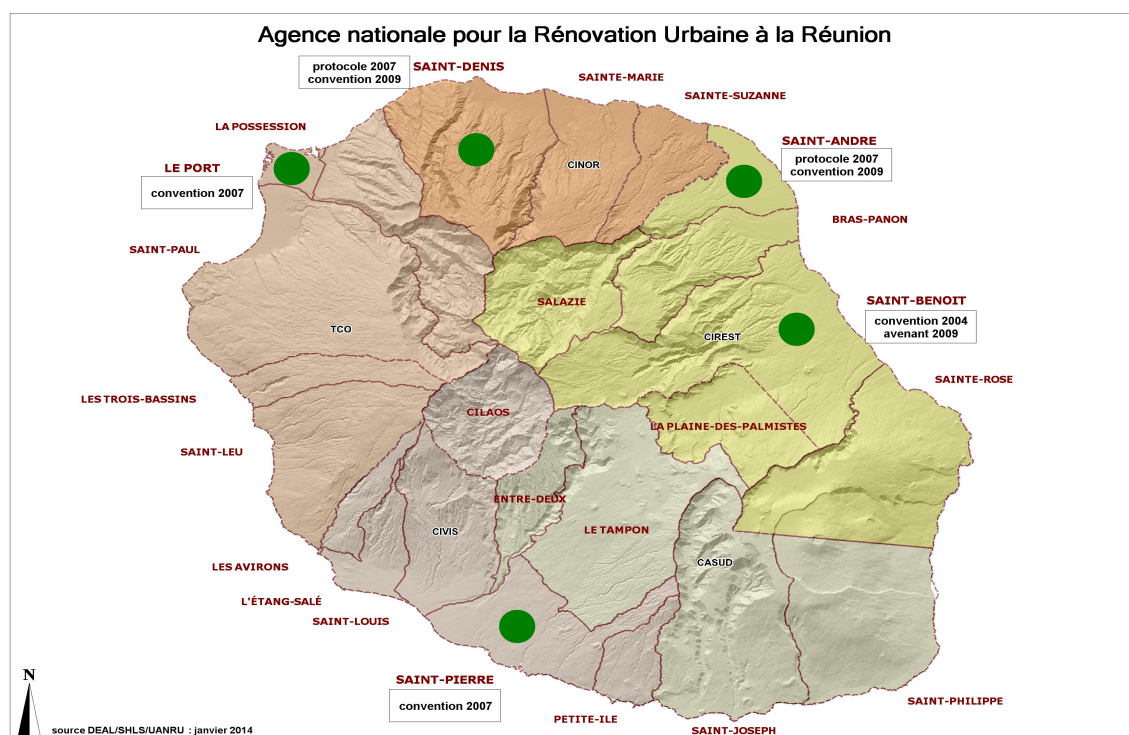 Agence nationale pour la Rénovation Urbaine à la Réunion
protocole 2007
convention 2009
SAINT-DENIS
SAINTE-MARIE
SAINTE-SUZANNE
LA POSSESSION
SAINT-ANDRE
protocole 2007
convention 2009
LE PORT
convention 2007
CINOR
BRAS-PANON
SAINT-PAUL
SALAZIE
SAINT-BENOIT
convention 2004
avenant 2009
TCO
CIREST
SAINTE-ROSE
LES TROIS-BASSINS
CILAOS
LA PLAINE-DES-PALMISTES
SAINT-LEU
ENTRE-DEUX
CIVIS
LE TAMPON
CASUD
LES AVIRONS
L'ÉTANG-SALÉ
SAINT-LOUIS
N
SAINT-PIERRE
convention 2007
SAINT-PHILIPPE
PETITE-ILE
SAINT-JOSEPH
source DEAL/SHLS/UANRU : janvier 2014